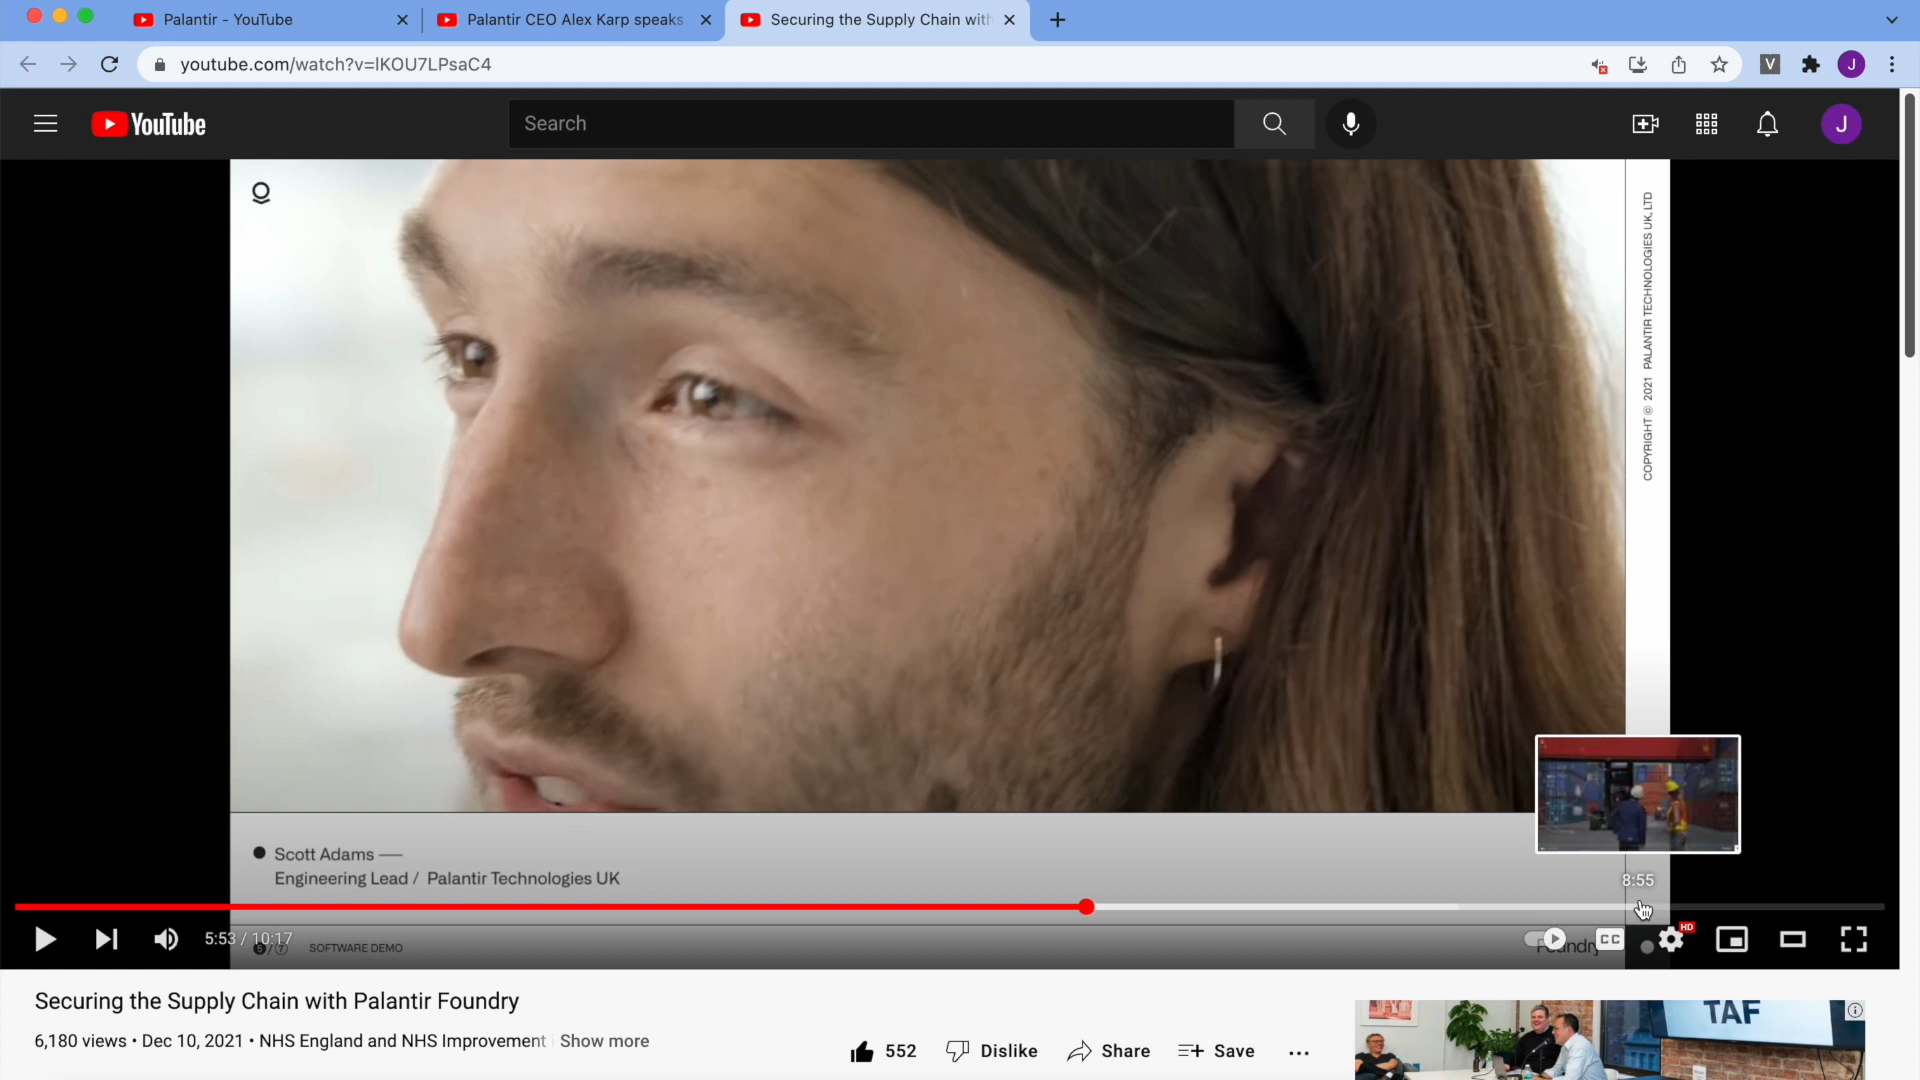 Palantir - YouTube
Palantir CEO Alex Karp speaks
Securing the Supply Chain with
youtube.com/watch?v=IKOU7LPsaC4
V
J
YouTube
Search
J
COPYRIGHT © 2021 PALANTIR TECHNOLOGIES UK, LTD
Scott Adams —
Engineering Lead / Palantir Technologies UK
8:55
5:53 / 10:17
SOFTWARE DEMO
CC
HD
Securing the Supply Chain with Palantir Foundry
6,180 views • Dec 10, 2021 • NHS England and NHS Improvement
Show more
552
Dislike
Share
Save
TAF